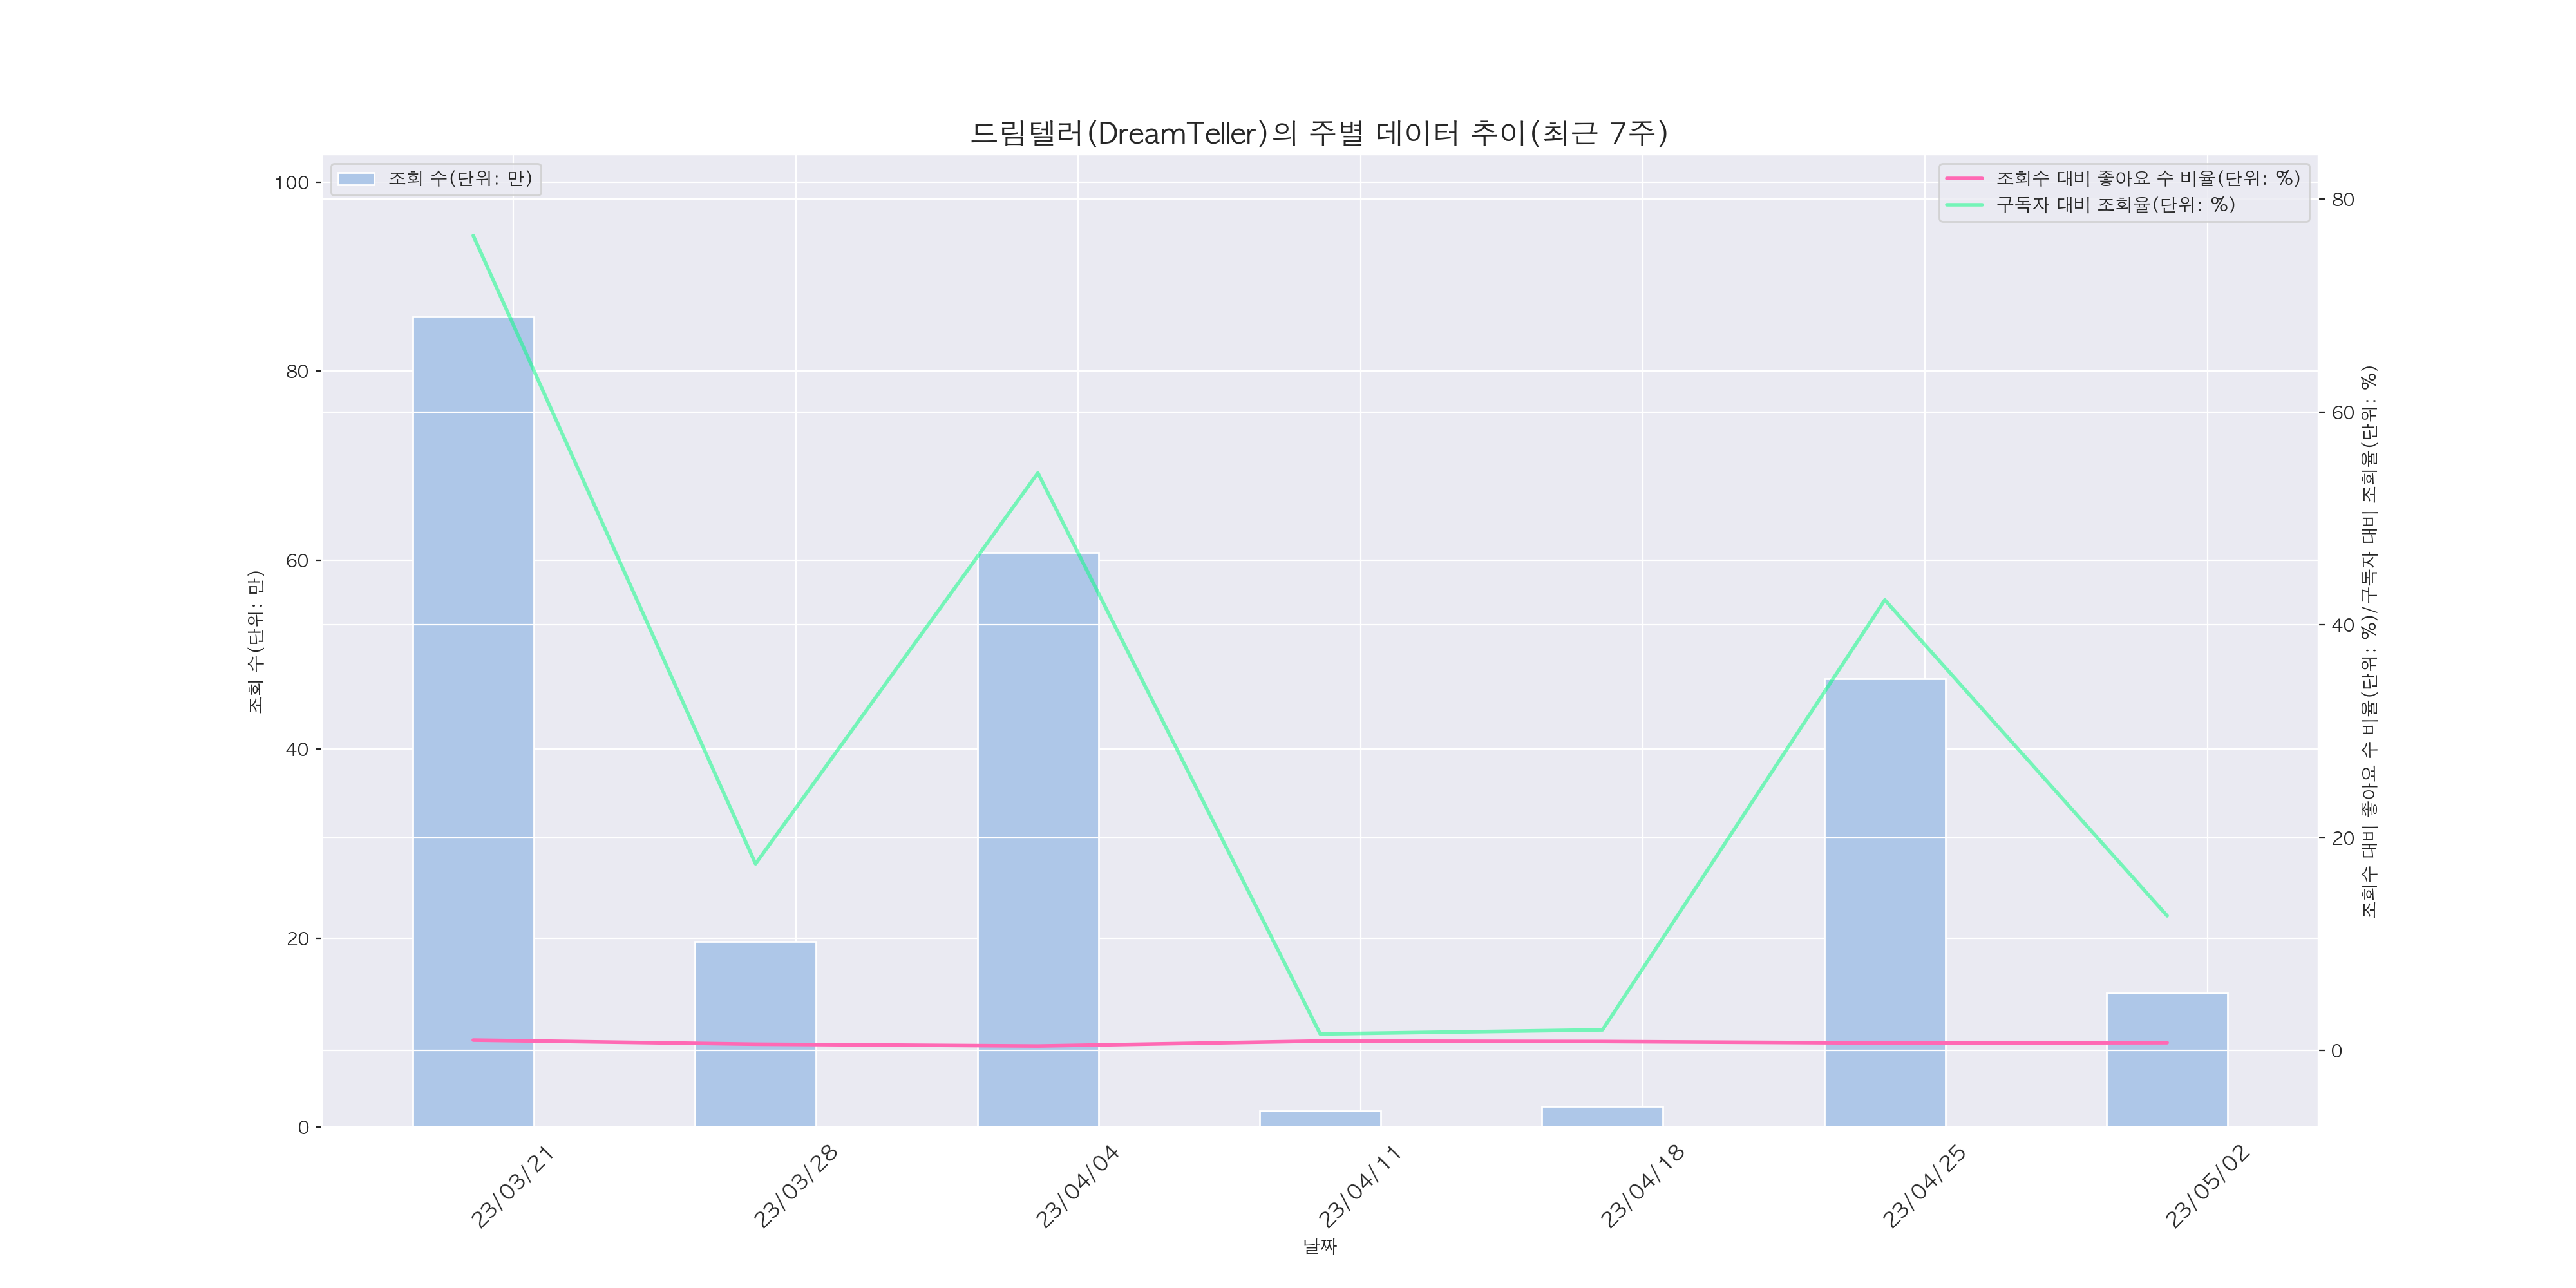 드림텔러(DreamTeller)의 주별 데이터 추이(최근 7주)
조회 수(단위: 만)
조회수 대비 좋아요 수 비율(단위: %)
구독자 대비 조회율(단위: %)
100
80
60
40
20
0
조회 수(단위: 만)
80
60
40
20
0
조회수 대비 좋아요 수 비율(단위: %)/구독자 대비 조회율(단위: %)
23/03/21
23/03/28
23/04/04
23/04/11
23/04/18
23/04/25
23/05/02
날짜